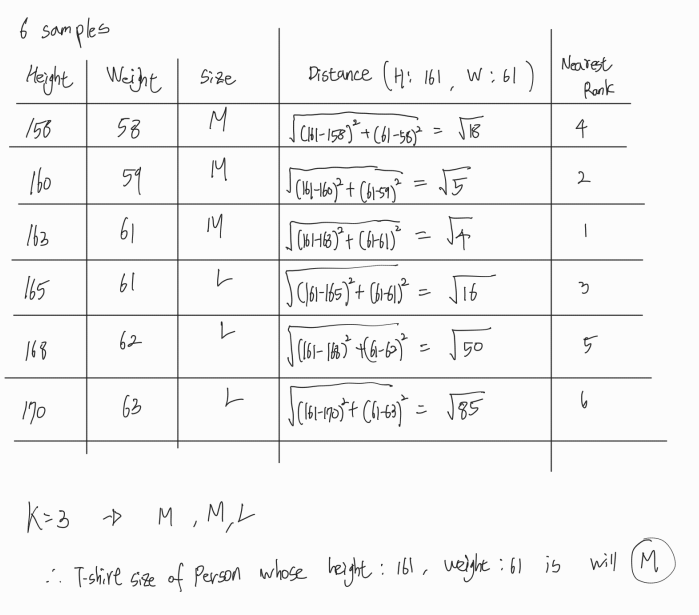 6 samples
Height Weight Size Distance (H: 161, W: 61) Nearest Rank
158 58 M √(161-158)²+(61-58)² = √18 4
160 59 M √(161-160)²+(61-59)² = √5 2
163 61 M √(161-163)²+(61-61)² = √4 1
165 61 L √(161-165)²+(61-61)² = √16 3
168 62 L √(161-168)²+(61-62)² = √50 5
170 63 L √(161-170)²+(61-63)² = √85 6
K=3 → M, M, L
∴ T-shirt size of Person whose height: 161, weight: 61 is will M